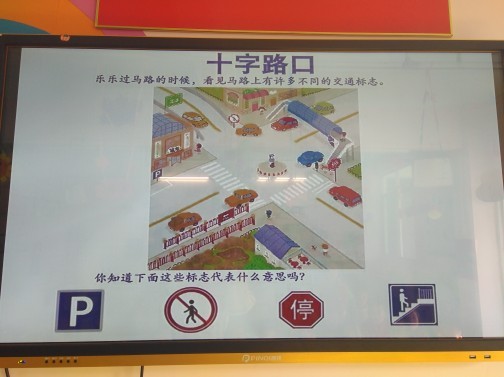 十字路口
乐乐过马路的时候，看见马路上有许多不同的交通标志。
你知道下面这些标志代表什么意思吗？
P
停